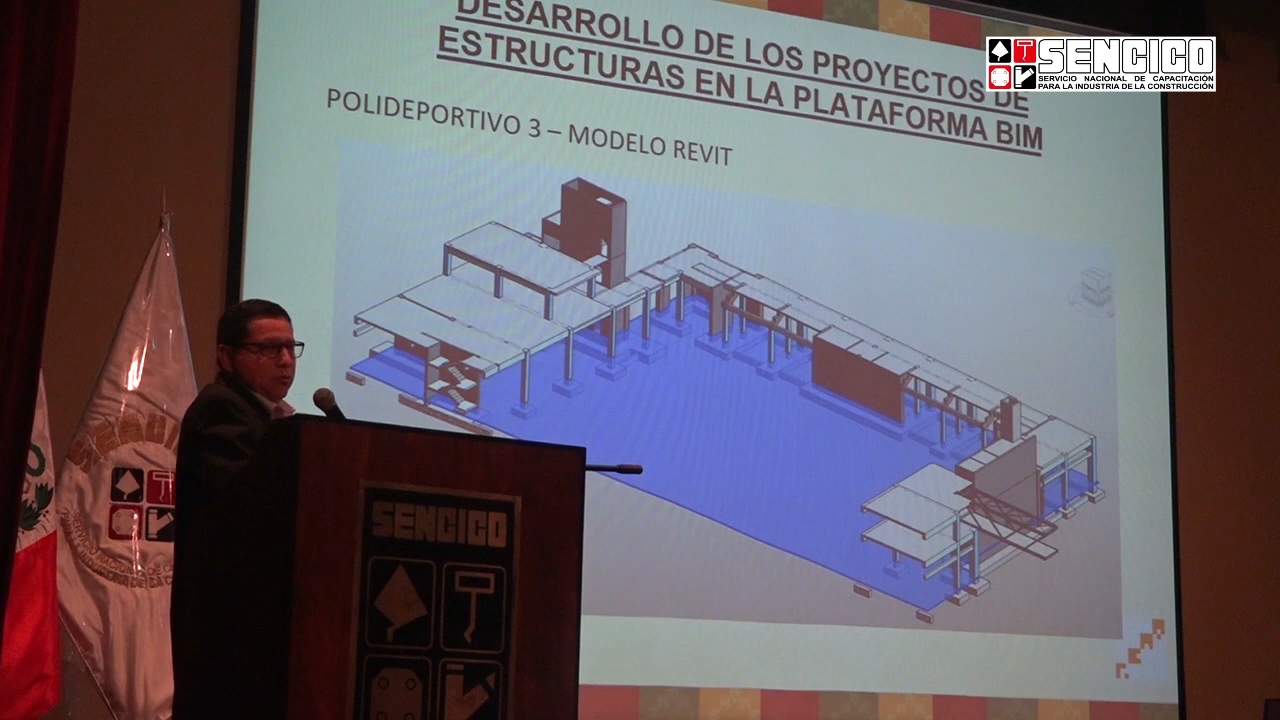 DESARROLLO DE LOS PROYECTOS DE
ESTRUCTURAS EN LA PLATAFORMA BIM
POLIDEPORTIVO 3 – MODELO REVIT
SENCICO
SERVICIO NACIONAL DE CAPACITACIÓN
PARA LA INDUSTRIA DE LA CONSTRUCCIÓN
SENCICO